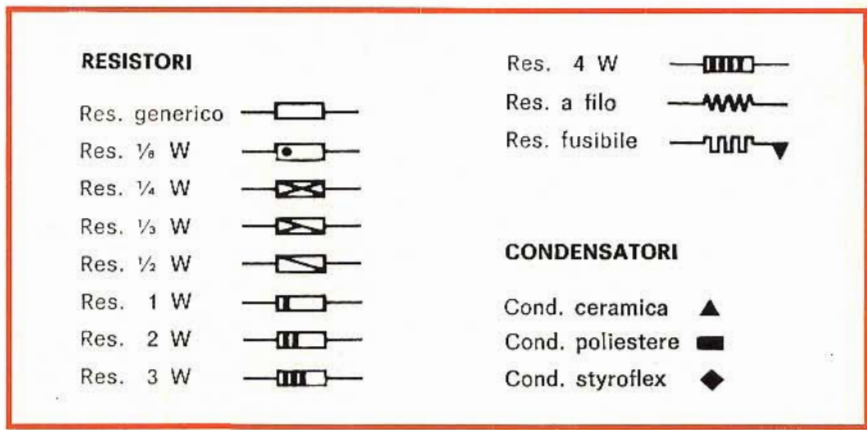 RESISTORI
Res. generico
Res. ⅛ W
Res. ¼ W
Res. ⅓ W
Res. ½ W
Res. 1 W
Res. 2 W
Res. 3 W
Res. 4 W
Res. a filo
Res. fusibile
CONDENSATORI
Cond. ceramica
Cond. poliestere
Cond. styroflex